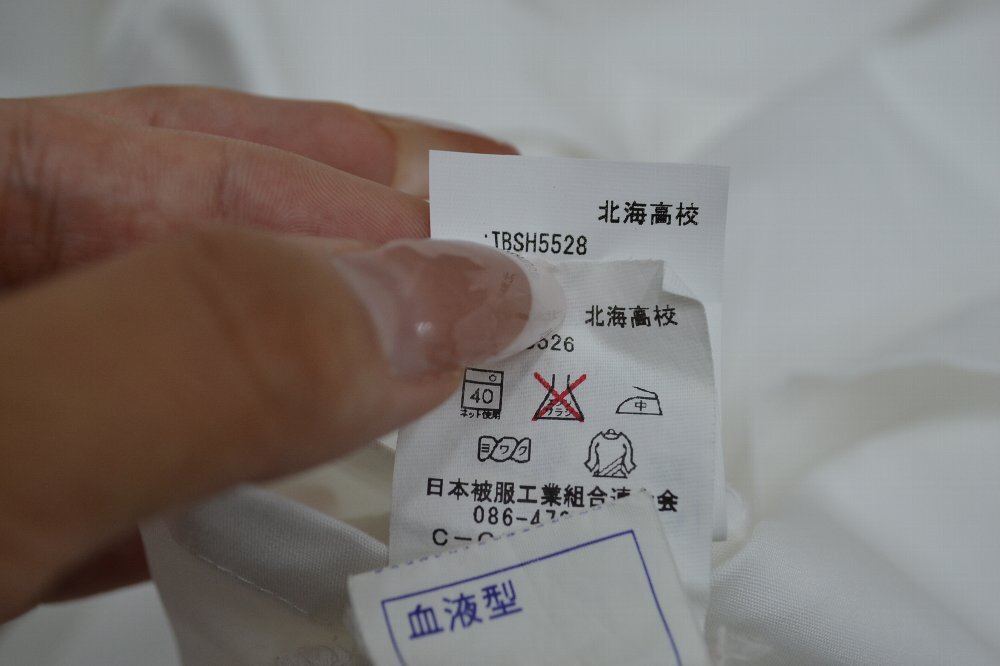 北海高校
TBSH5528
北海高校
526
40
ネット使用
中
日本被服工業組合連合会
086-47
C-
血液型